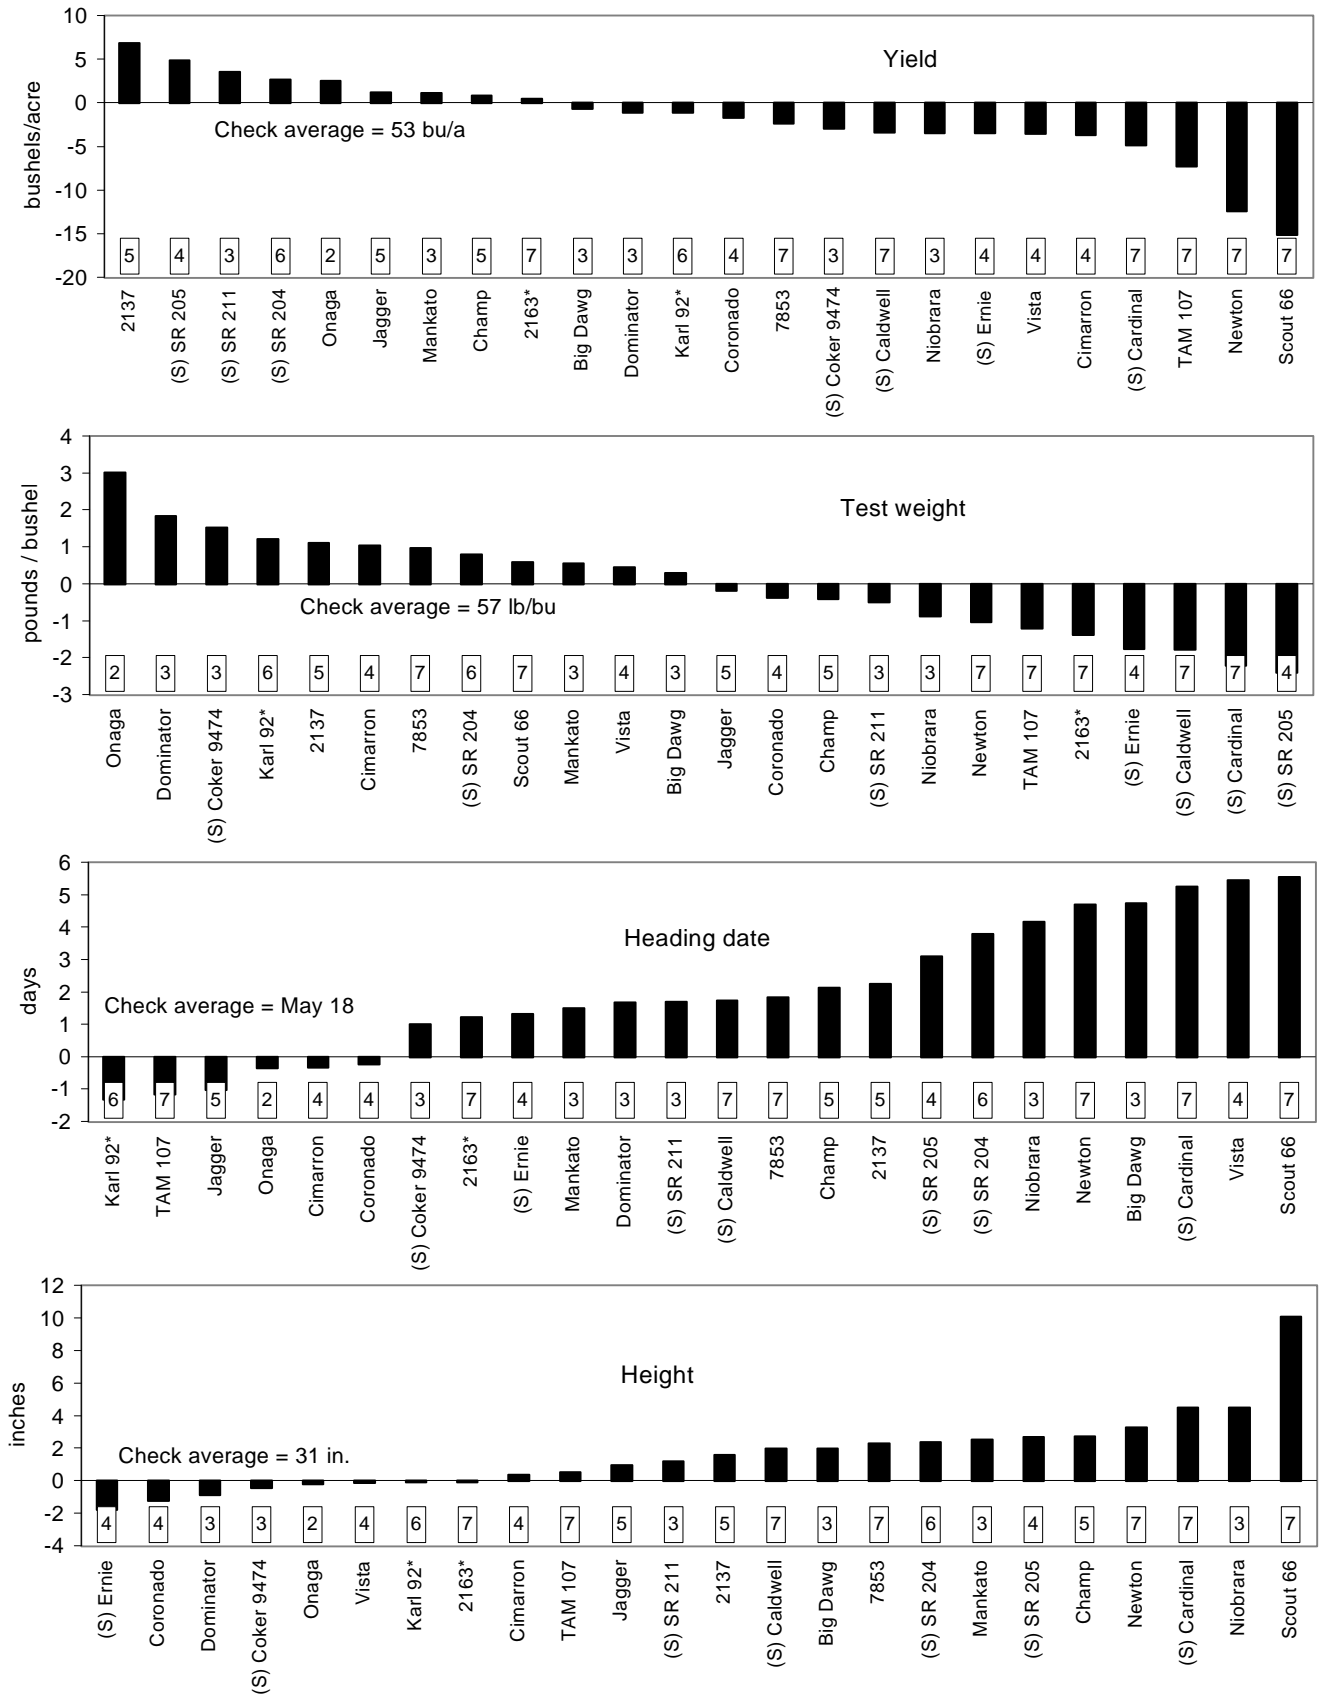 10
5
0
-5
-10
-15
-20
bushels/acre
Yield
Check average = 53 bu/a
5 4 3 6 2 5 3 5 7 3 3 6 4 7 3 7 3 4 4 4 7 7 7 7
2137
(S) SR 205
(S) SR 211
(S) SR 204
Onaga
Jagger
Mankato
Champ
2163*
Big Dawg
Dominator
Karl 92*
Coronado
7853
(S) Coker 9474
(S) Caldwell
Niobrara
(S) Ernie
Vista
Cimarron
(S) Cardinal
TAM 107
Newton
Scout 66
4
3
2
1
0
-1
-2
-3
pounds / bushel
Test weight
Check average = 57 lb/bu
2 3 3 6 5 4 7 6 7 3 4 3 5 4 5 3 3 7 7 7 4 7 7 4
Onaga
Dominator
(S) Coker 9474
Karl 92*
2137
Cimarron
7853
(S) SR 204
Scout 66
Mankato
Vista
Big Dawg
Jagger
Coronado
Champ
(S) SR 211
Niobrara
Newton
TAM 107
2163*
(S) Ernie
(S) Caldwell
(S) Cardinal
(S) SR 205
6
5
4
3
2
1
0
-1
-2
days
Heading date
Check average = May 18
6 7 5 2 4 4 3 7 4 3 3 3 7 7 5 5 4 6 3 7 3 7 4 7
Karl 92*
TAM 107
Jagger
Onaga
Cimarron
Coronado
(S) Coker 9474
2163*
(S) Ernie
Mankato
Dominator
(S) SR 211
(S) Caldwell
7853
Champ
2137
(S) SR 205
(S) SR 204
Niobrara
Newton
Big Dawg
(S) Cardinal
Vista
Scout 66
12
10
8
6
4
2
0
-2
-4
inches
Height
Check average = 31 in.
4 4 3 3 2 4 6 7 4 7 5 3 5 7 3 7 6 3 4 5 7 7 3 7
(S) Ernie
Coronado
Dominator
(S) Coker 9474
Onaga
Vista
Karl 92*
2163*
Cimarron
TAM 107
Jagger
(S) SR 211
2137
(S) Caldwell
Big Dawg
7853
(S) SR 204
Mankato
(S) SR 205
Champ
Newton
(S) Cardinal
Niobrara
Scout 66